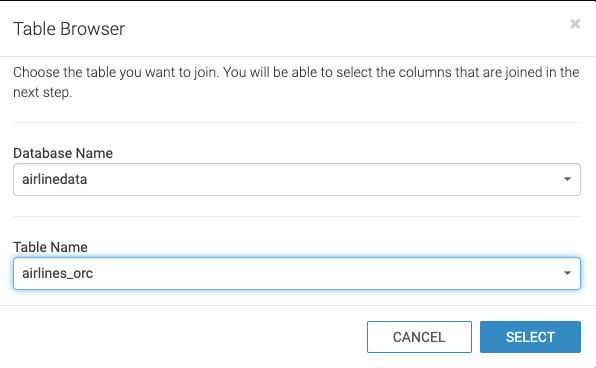 Table Browser
×
Choose the table you want to join. You will be able to select the columns that are joined in the
next step.
Database Name
airlinedata
Table Name
airlines_orc
CANCEL SELECT